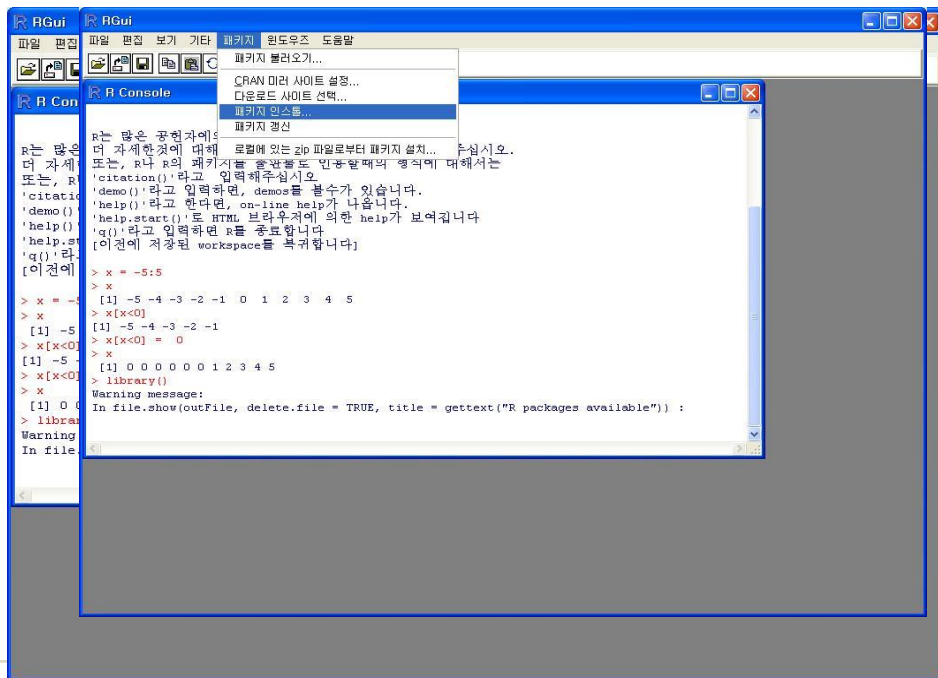 RGui
파일 편집
R Con
R는 많은
더 자세
또는, R
'citatio
'demo()
'help()
'help.st
'q()'라
[이전에
> x = -5
> x
[1] -5
> x[x<0]
[1] -5 -
> x[x<0]
> x
[1] 0 0
> librar
Warning
In file.
RGui
파일 편집 보기 기타 패키지 윈도우즈 도움말
패키지 불러오기...
CRAN 미러 사이트 설정...
다운로드 사이트 선택...
패키지 인스톨...
패키지 갱신
로컬에 있는 zip 파일로부터 패키지 설치...
R Console
R는 많은 공헌자에의
더 자세한것에 대해 주십시오.
또는, R나 R의 패키지를 출판물로 인용할때의 형식에 대해서는
'citation()'라고 입력해주십시오
'demo()'라고 입력하면, demos를 볼수가 있습니다.
'help()'라고 한다면, on-line help가 나옵니다.
'help.start()'로 HTML 브라우저에 의한 help가 보여집니다
'q()'라고 입력하면 R를 종료합니다
[이전에 저장된 workspace를 복귀합니다]
> x = -5:5
> x
[1] -5 -4 -3 -2 -1 0 1 2 3 4 5
> x[x<0]
[1] -5 -4 -3 -2 -1
> x[x<0] = 0
> x
[1] 0 0 0 0 0 0 1 2 3 4 5
> library()
Warning message:
In file.show(outFile, delete.file = TRUE, title = gettext("R packages available")) :